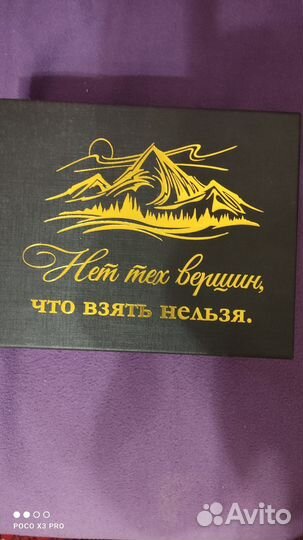 Нет тех вершин,
что взять нельзя.
POCO X3 PRO
Avito